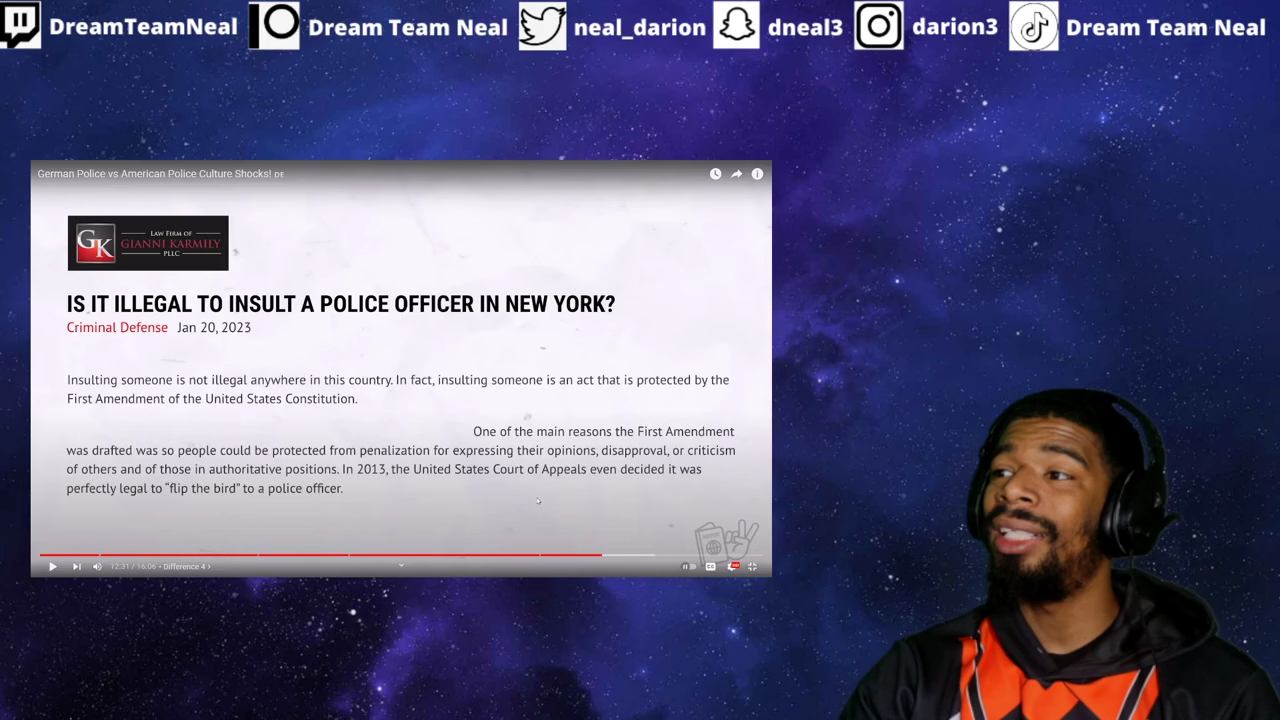 DreamTeamNeal
Dream Team Neal
neal_darion
dneal3
darion3
Dream Team Neal
German Police vs American Police Culture Shocks! DE
GK
LAW FIRM OF
GIANNI KARMILY
PLLC
IS IT ILLEGAL TO INSULT A POLICE OFFICER IN NEW YORK?
Criminal Defense Jan 20, 2023
Insulting someone is not illegal anywhere in this country. In fact, insulting someone is an act that is protected by the
First Amendment of the United States Constitution.
One of the main reasons the First Amendment
was drafted was so people could be protected from penalization for expressing their opinions, disapproval, or criticism
of others and of those in authoritative positions. In 2013, the United States Court of Appeals even decided it was
perfectly legal to “flip the bird” to a police officer.
12:31 / 16:06 • Difference 4 ›
CC